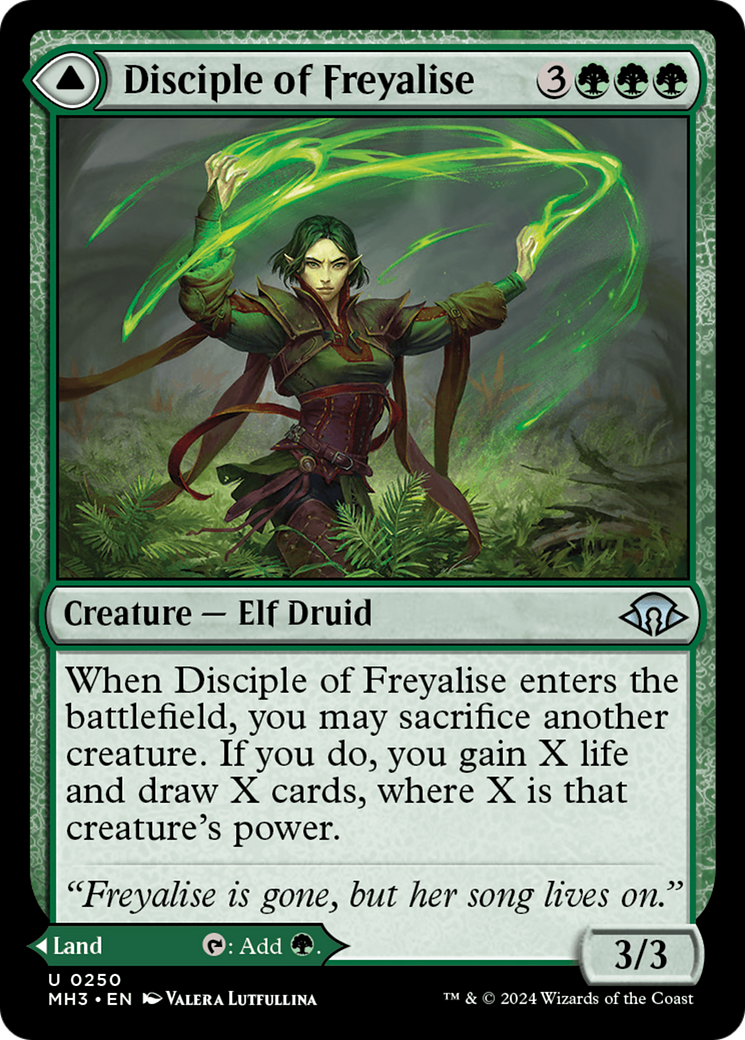 Disciple of Freyalise 3
Creature — Elf Druid
When Disciple of Freyalise enters the
battlefield, you may sacrifice another
creature. If you do, you gain X life
and draw X cards, where X is that
creature's power.
“Freyalise is gone, but her song lives on.”
Land : Add .
3/3
U 0250
MH3 • EN Valera Lutfullina
™ & © 2024 Wizards of the Coast